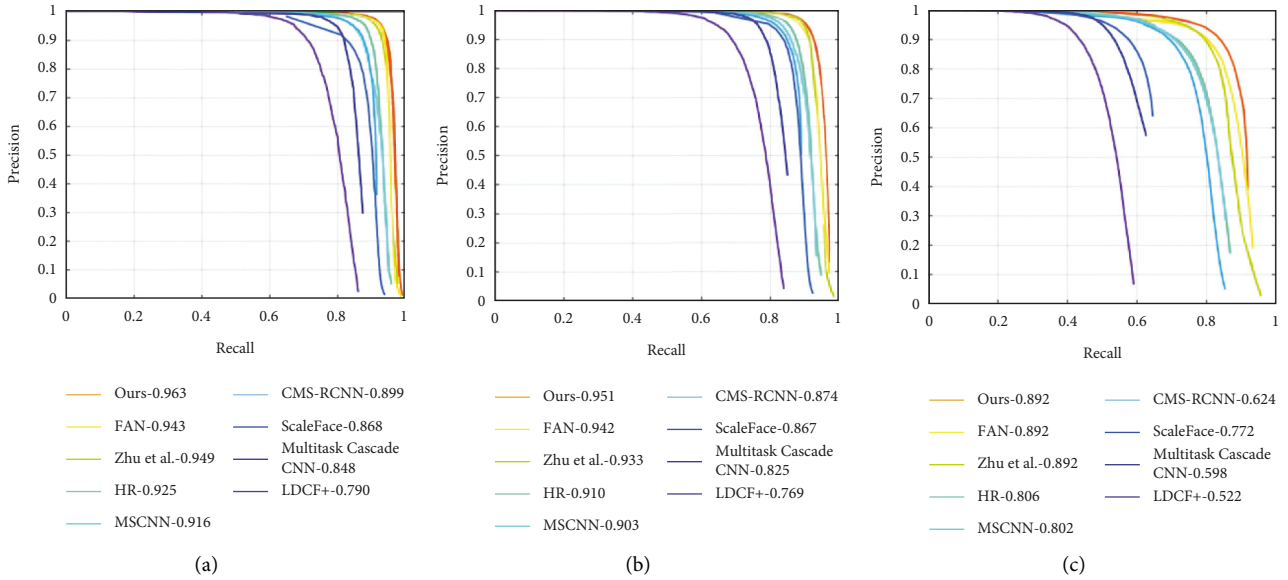 1
0.9
0.8
0.7
0.6
0.5
0.4
0.3
0.2
0.1
0
Precision
0 0.2 0.4 0.6 0.8 1
Recall
Ours-0.963
FAN-0.943
Zhu et al.-0.949
HR-0.925
MSCNN-0.916
CMS-RCNN-0.899
ScaleFace-0.868
Multitask Cascade
CNN-0.848
LDCF+-0.790
(a)
1
0.9
0.8
0.7
0.6
0.5
0.4
0.3
0.2
0.1
0
Precision
0 0.2 0.4 0.6 0.8 1
Recall
Ours-0.951
FAN-0.942
Zhu et al.-0.933
HR-0.910
MSCNN-0.903
CMS-RCNN-0.874
ScaleFace-0.867
Multitask Cascade
CNN-0.825
LDCF+-0.769
(b)
1
0.9
0.8
0.7
0.6
0.5
0.4
0.3
0.2
0.1
0
Precision
0 0.2 0.4 0.6 0.8 1
Recall
Ours-0.892
FAN-0.892
Zhu et al.-0.892
HR-0.806
MSCNN-0.802
CMS-RCNN-0.624
ScaleFace-0.772
Multitask Cascade
CNN-0.598
LDCF+-0.522
(c)